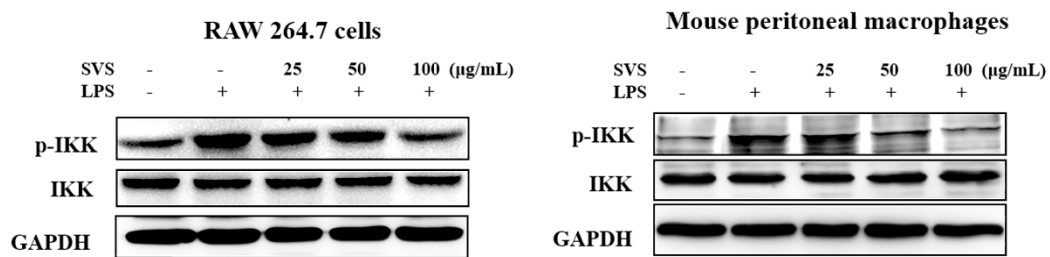 RAW 264.7 cells
SVS - - 25 50 100 (μg/mL)
LPS - + + + +
p-IKK
IKK
GAPDH
Mouse peritoneal macrophages
SVS - - 25 50 100 (μg/mL)
LPS - + + + +
p-IKK
IKK
GAPDH